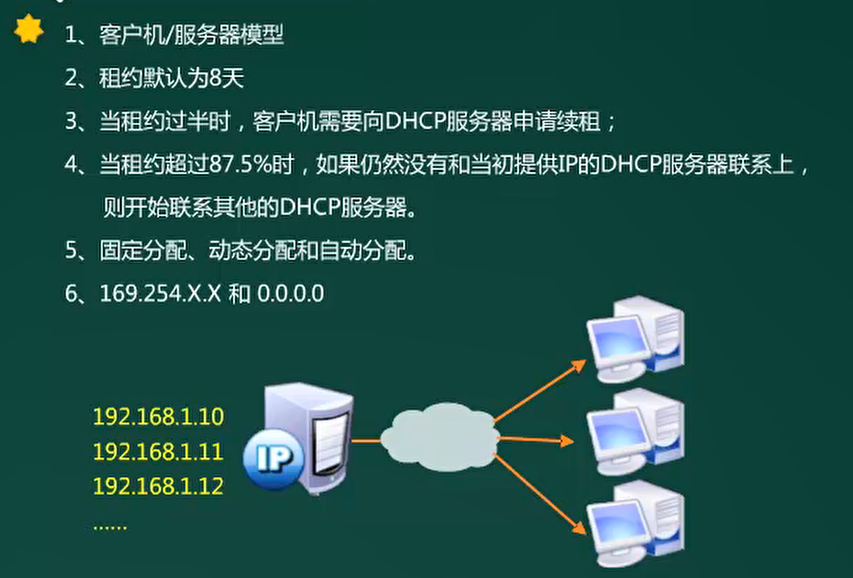 1、客户机/服务器模型
2、租约默认为8天
3、当租约过半时，客户机需要向DHCP服务器申请续租；
4、当租约超过87.5%时，如果仍然没有和当初提供IP的DHCP服务器联系上，
则开始联系其他的DHCP服务器。
5、固定分配、动态分配和自动分配。
6、169.254.X.X 和 0.0.0.0
192.168.1.10
192.168.1.11
192.168.1.12
……
IP